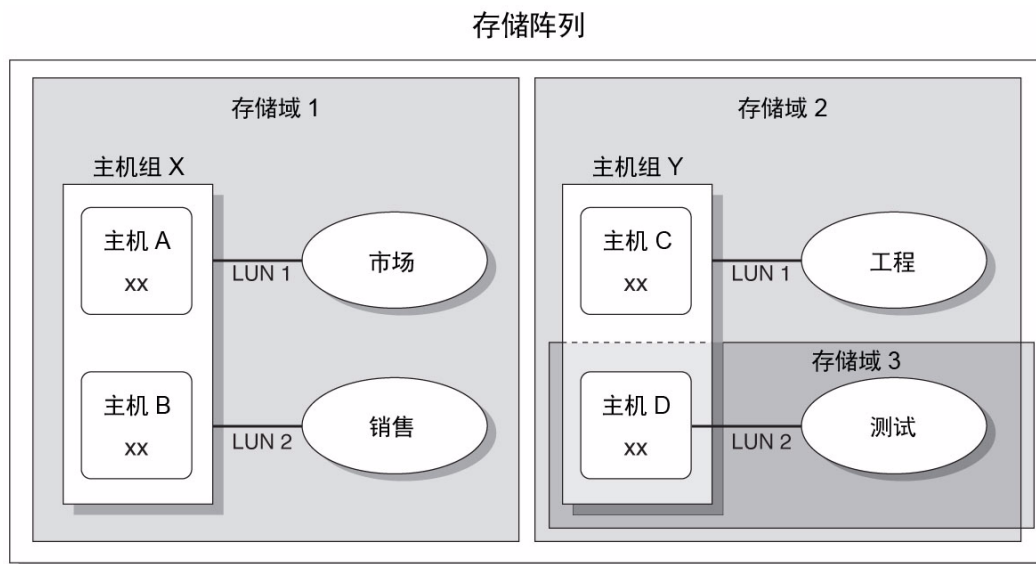 存储阵列
存储域 1
主机组 X
主机 A
xx
LUN 1
市场
主机 B
xx
LUN 2
销售
存储域 2
主机组 Y
主机 C
xx
LUN 1
工程
存储域 3
主机 D
xx
LUN 2
测试